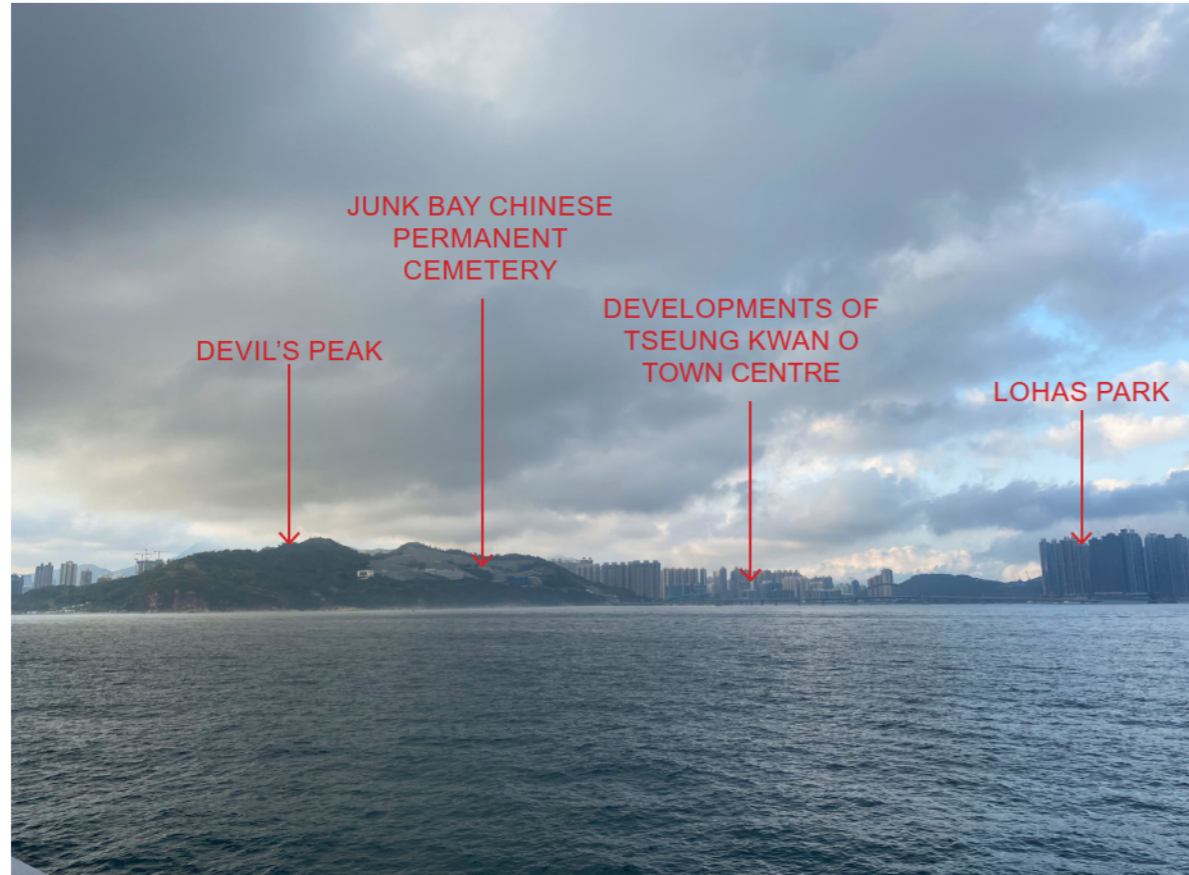 JUNK BAY CHINESE
PERMANENT
CEMETERY
DEVELOPMENTS OF
TSEUNG KWAN O
TOWN CENTRE
DEVIL’S PEAK
LOHAS PARK